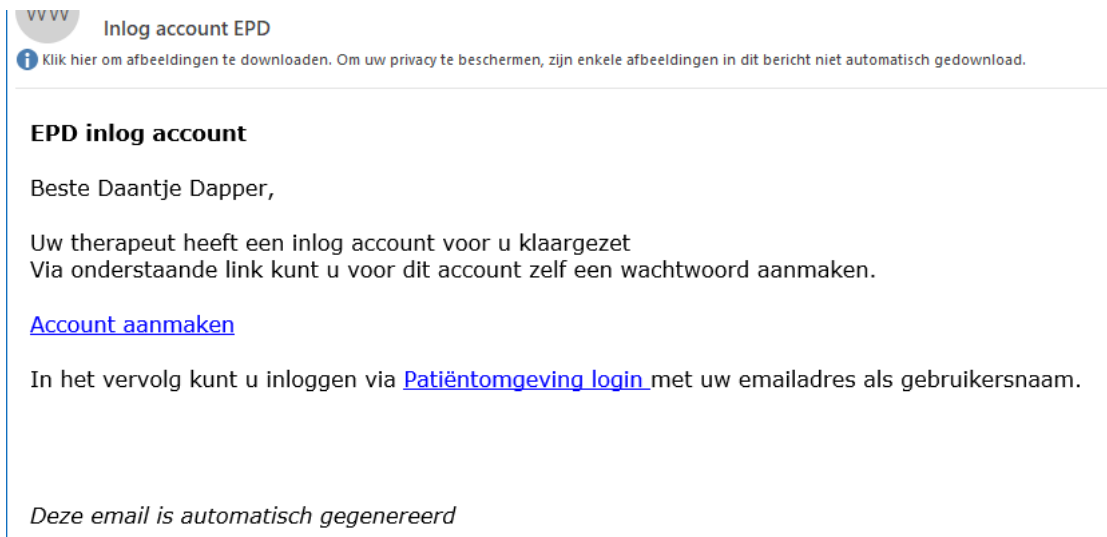 Inlog account EPD
Klik hier om afbeeldingen te downloaden. Om uw privacy te beschermen, zijn enkele afbeeldingen in dit bericht niet automatisch gedownload.
EPD inlog account
Beste Daantje Dapper,
Uw therapeut heeft een inlog account voor u klaargezet
Via onderstaande link kunt u voor dit account zelf een wachtwoord aanmaken.
Account aanmaken
In het vervolg kunt u inloggen via Patiëntomgeving login met uw emailadres als gebruikersnaam.
Deze email is automatisch gegenereerd